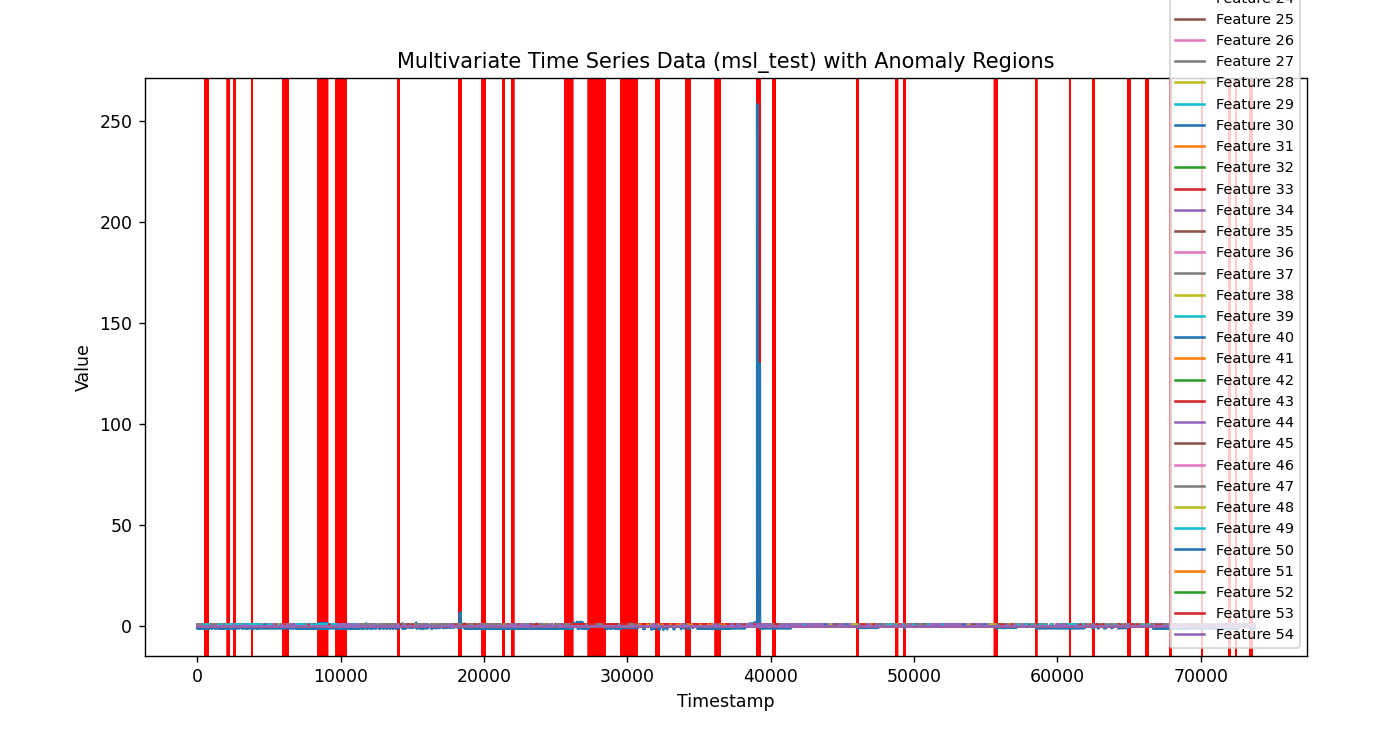 Multivariate Time Series Data (msl_test) with Anomaly Regions
Value
250
200
150
100
50
0
0 10000 20000 30000 40000 50000 60000 70000
Timestamp
Feature 24
Feature 25
Feature 26
Feature 27
Feature 28
Feature 29
Feature 30
Feature 31
Feature 32
Feature 33
Feature 34
Feature 35
Feature 36
Feature 37
Feature 38
Feature 39
Feature 40
Feature 41
Feature 42
Feature 43
Feature 44
Feature 45
Feature 46
Feature 47
Feature 48
Feature 49
Feature 50
Feature 51
Feature 52
Feature 53
Feature 54